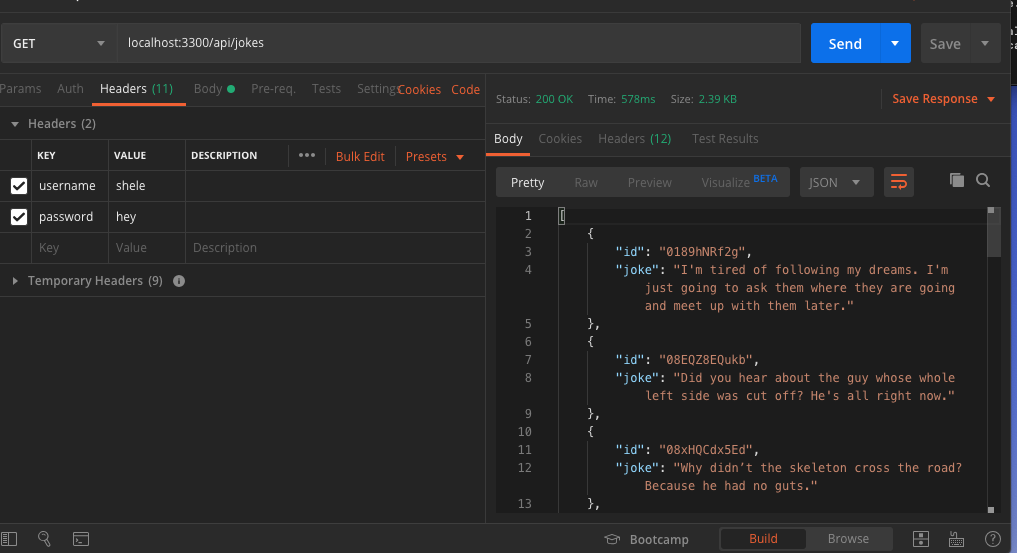 GET localhost:3300/api/jokes Send Save
Params Auth Headers (11) Body Pre-req. Tests Settings Cookies Code
Headers (2)
KEY VALUE DESCRIPTION ••• Bulk Edit Presets
username shele
password hey
Key Value Description
Temporary Headers (9)
Status: 200 OK Time: 578ms Size: 2.39 KB Save Response
Body Cookies Headers (12) Test Results
Pretty Raw Preview Visualize BETA JSON
1 [
2 {
3 "id": "0189hNRf2g",
4 "joke": "I'm tired of following my dreams. I'm
just going to ask them where they are going
and meet up with them later."
5 },
6 {
7 "id": "08EQZ8EQukb",
8 "joke": "Did you hear about the guy whose whole
left side was cut off? He's all right now."
9 },
10 {
11 "id": "08xHQCdx5Ed",
12 "joke": "Why didn’t the skeleton cross the road?
Because he had no guts."
13 },
Bootcamp Build Browse